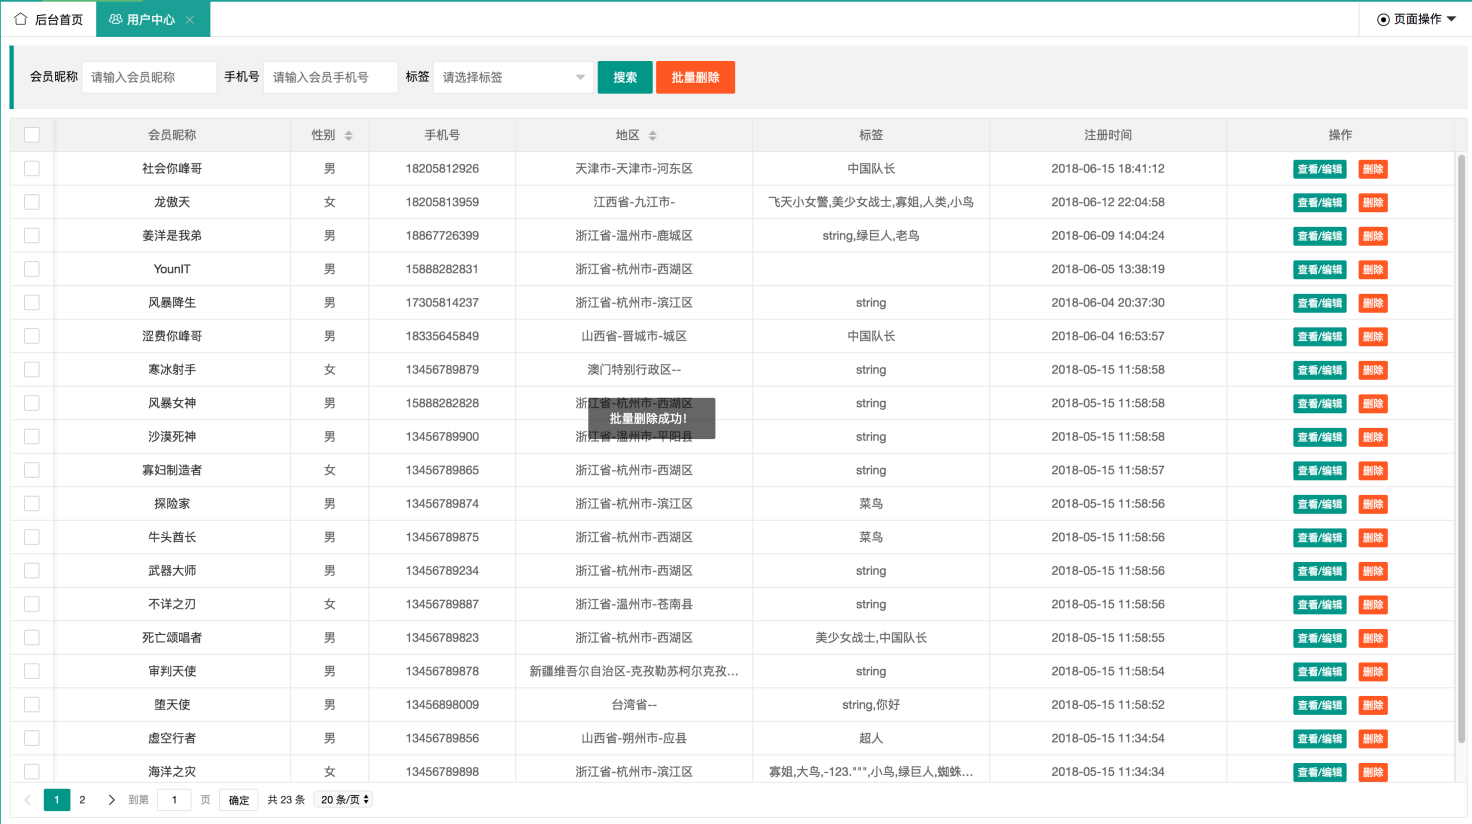 后台首页 用户中心 页面操作
会员昵称 请输入会员昵称 手机号 请输入会员手机号 标签 请选择标签 搜索 批量删除
会员昵称 性别 手机号 地区 标签 注册时间 操作
社会你峰哥 男 18205812926 天津市-天津市-河东区 中国队长 2018-06-15 18:41:12 查看/编辑 删除
龙傲天 女 18205813959 江西省-九江市- 飞天小女警,美少女战士,寡姐,人类,小鸟 2018-06-12 22:04:58 查看/编辑 删除
姜洋是我弟 男 18867726399 浙江省-温州市-鹿城区 string,绿巨人,老鸟 2018-06-09 14:04:24 查看/编辑 删除
YounIT 男 15888282831 浙江省-杭州市-西湖区 2018-06-05 13:38:19 查看/编辑 删除
风暴降生 男 17305814237 浙江省-杭州市-滨江区 string 2018-06-04 20:37:30 查看/编辑 删除
涩费你峰哥 男 18335645849 山西省-晋城市-城区 中国队长 2018-06-04 16:53:57 查看/编辑 删除
寒冰射手 女 13456789879 澳门特别行政区-- string 2018-05-15 11:58:58 查看/编辑 删除
风暴女神 男 15888282828 浙江省-杭州市-西湖区 string 2018-05-15 11:58:58 查看/编辑 删除
批量删除成功!
沙漠死神 男 13456789900 浙江省-温州市-平阳县 string 2018-05-15 11:58:58 查看/编辑 删除
寡妇制造者 女 13456789865 浙江省-杭州市-西湖区 string 2018-05-15 11:58:57 查看/编辑 删除
探险家 男 13456789874 浙江省-杭州市-滨江区 菜鸟 2018-05-15 11:58:56 查看/编辑 删除
牛头酋长 男 13456789875 浙江省-杭州市-西湖区 菜鸟 2018-05-15 11:58:56 查看/编辑 删除
武器大师 男 13456789234 浙江省-杭州市-西湖区 string 2018-05-15 11:58:56 查看/编辑 删除
不详之刃 女 13456789887 浙江省-温州市-苍南县 string 2018-05-15 11:58:56 查看/编辑 删除
死亡颂唱者 男 13456789823 浙江省-杭州市-西湖区 美少女战士,中国队长 2018-05-15 11:58:55 查看/编辑 删除
审判天使 男 13456789878 新疆维吾尔自治区-克孜勒苏柯尔克孜... string 2018-05-15 11:58:54 查看/编辑 删除
堕天使 男 13456898009 台湾省-- string,你好 2018-05-15 11:58:52 查看/编辑 删除
虚空行者 男 13456789856 山西省-朔州市-应县 超人 2018-05-15 11:34:54 查看/编辑 删除
海洋之灾 女 13456789898 浙江省-杭州市-滨江区 寡姐,大鸟,-123.""",小鸟,绿巨人,蜘蛛... 2018-05-15 11:34:34 查看/编辑 删除
1 2 到第 1 页 确定 共 23 条 20 条/页